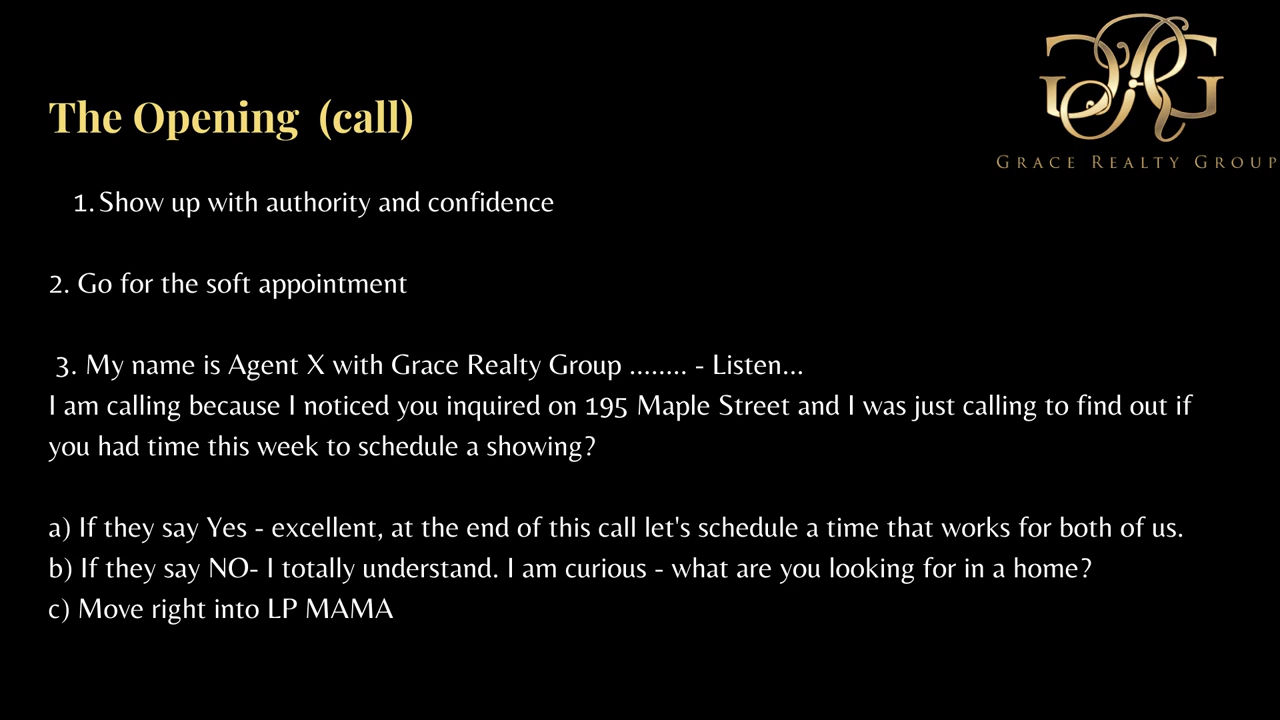 GRG
GRACE REALTY GROUP
The Opening (call)
1. Show up with authority and confidence
2. Go for the soft appointment
3. My name is Agent X with Grace Realty Group ........ - Listen...
I am calling because I noticed you inquired on 195 Maple Street and I was just calling to find out if
you had time this week to schedule a showing?
a) If they say Yes - excellent, at the end of this call let's schedule a time that works for both of us.
b) If they say NO- I totally understand. I am curious - what are you looking for in a home?
c) Move right into LP MAMA